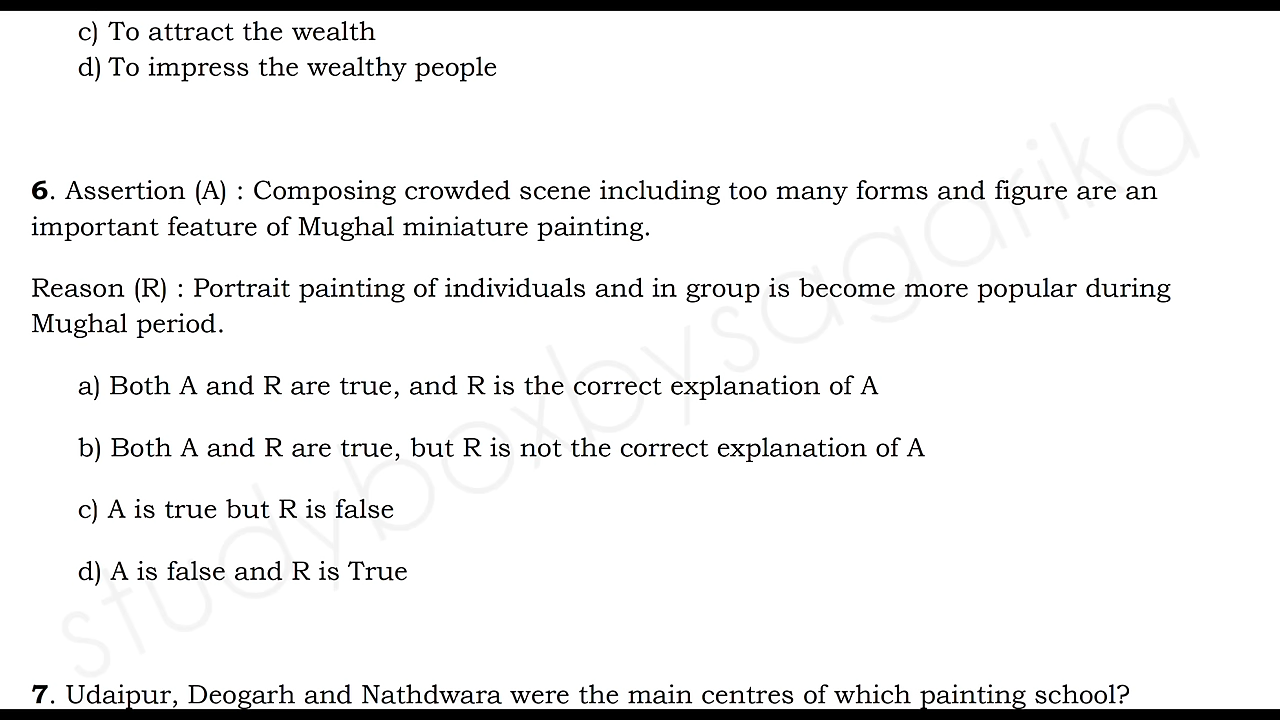 c) To attract the wealth
d) To impress the wealthy people
6. Assertion (A) : Composing crowded scene including too many forms and figure are an
important feature of Mughal miniature painting.
Reason (R) : Portrait painting of individuals and in group is become more popular during
Mughal period.
a) Both A and R are true, and R is the correct explanation of A
b) Both A and R are true, but R is not the correct explanation of A
c) A is true but R is false
d) A is false and R is True
7. Udaipur, Deogarh and Nathdwara were the main centres of which painting school?
studyboxbysagarika